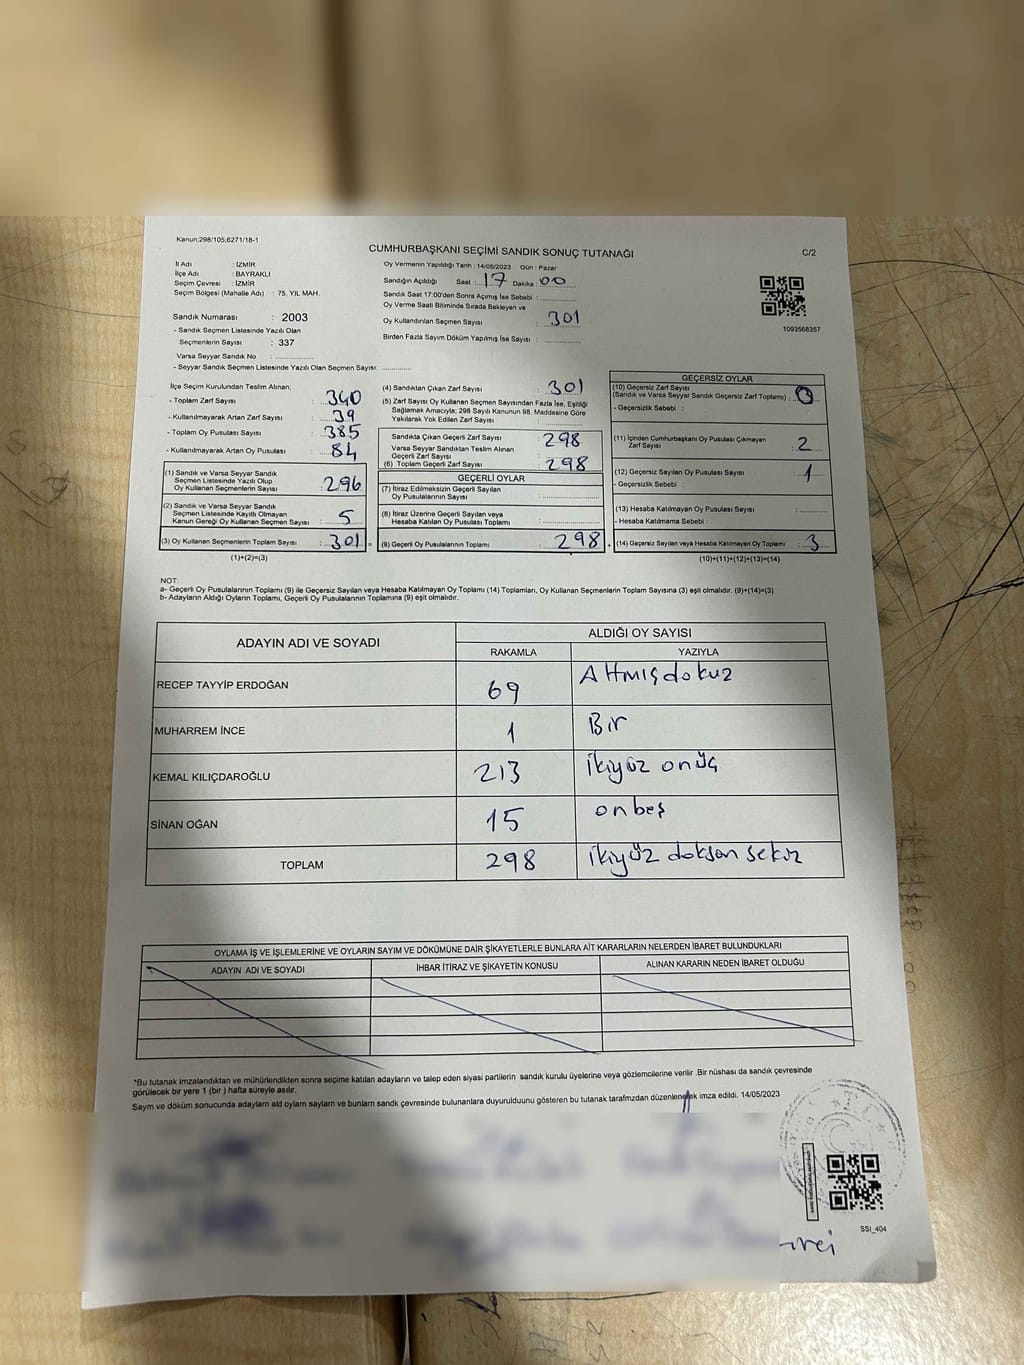 Kanun;298/105;6271/18-1
CUMHURBAŞKANI SEÇİMİ SANDIK SONUÇ TUTANAĞI
C/2
İl Adı : İZMİR
İlçe Adı : BAYRAKLI
Seçim Çevresi : İZMİR
Seçim Bölgesi (Mahalle Adı) : 75. YIL MAH.
Sandık Numarası : 2003
- Sandık Seçmen Listesinde Yazılı Olan
Seçmenlerin Sayısı : 337
Varsa Seyyar Sandık No :
- Seyyar Sandık Seçmen Listesinde Yazılı Olan Seçmen Sayısı:
Oy Vermenin Yapıldığı Tarih : 14/05/2023 Gün : Pazar
Sandığın Açıldığı Saat : 17 Dakika : 00
Sandık Saat 17:00'den Sonra Açımış İse Sebebi :
Oy Verme Saati Bitiminde Sırada Bekleyen ve
Oy Kullandırılan Seçmen Sayısı : 301
Birden Fazla Sayım Döküm Yapılmış İse Sayısı :
1093566357
İlçe Seçim Kurulundan Teslim Alınan:
- Toplam Zarf Sayısı : 340
- Kullanılmayarak Artan Zarf Sayısı : 39
- Toplam Oy Pusulası Sayısı : 385
- Kullanılmayarak Artan Oy Pusulası : 84
(1) Sandık ve Varsa Seyyar Sandık
Seçmen Listesinde Yazılı Olup
Oy Kullanan Seçmenlerin Sayısı : 296
(2) Sandık ve Varsa Seyyar Sandık
Seçmen Listesinde Kayıtlı Olmayan
Kanun Gereği Oy Kullanan Seçmen Sayısı : 5
(3) Oy Kullanan Seçmenlerin Toplam Sayısı : 301 =
(1)+(2)=(3)
(4) Sandıktan Çıkan Zarf Sayısı : 301
(5) Zarf Sayısı Oy Kullanan Seçmen Sayısından Fazla İse, Eşitliği
Sağlamak Amacıyla; 298 Sayılı Kanunun 98. Maddesine Göre
Yakılarak Yok Edilen Zarf Sayısı :
Sandıkta Çıkan Geçerli Zarf Sayısı : 298
Varsa Seyyar Sandıktan Teslim Alınan
Geçerli Zarf Sayısı :
(6) Toplam Geçerli Zarf Sayısı : 298
GEÇERLİ OYLAR
(7) İtiraz Edilmeksizin Geçerli Sayılan
Oy Pusulalarının Sayısı :
(8) İtiraz Üzerine Geçerli Sayılan veya
Hesaba Katılan Oy Pusulası Toplamı :
(9) Geçerli Oy Pusulalarının Toplamı : 298
GEÇERSİZ OYLAR
(10) Geçersiz Zarf Sayısı
(Sandık ve Varsa Seyyar Sandık Geçersiz Zarf Toplamı) : 0
- Geçersizlik Sebebi :
(11) İçinden Cumhurbaşkanı Oy Pusulası Çıkmayan
Zarf Sayısı : 2
(12) Geçersiz Sayılan Oy Pusulası Sayısı : 1
- Geçersizlik Sebebi :
(13) Hesaba Katılmayan Oy Pusulası Sayısı :
- Hesaba Katılmama Sebebi :
(14) Geçersiz Sayılan veya Hesaba Katılmayan Oy Toplamı : 3
(10)+(11)+(12)+(13)=(14)
NOT:
a- Geçerli Oy Pusulalarının Toplamı (9) ile Geçersiz Sayılan veya Hesaba Katılmayan Oy Toplamı (14) Toplamları, Oy Kullanan Seçmenlerin Toplam Sayısına (3) eşit olmalıdır. (9)+(14)=(3)
b- Adayların Aldığı Oyların Toplamı, Geçerli Oy Pusulalarının Toplamına (9) eşit olmalıdır.
ADAYIN ADI VE SOYADI
ALDIĞI OY SAYISI
RAKAMLA YAZIYLA
RECEP TAYYİP ERDOĞAN 69 Altmışdokuz
MUHARREM İNCE 1 Bir
KEMAL KILIÇDAROĞLU 213 İkiyüz onüç
SİNAN OĞAN 15 onbeş
TOPLAM 298 İkiyüz doksan sekiz
OYLAMA İŞ VE İŞLEMLERİNE VE OYLARIN SAYIM VE DÖKÜMÜNE DAİR ŞİKAYETLERLE BUNLARA AİT KARARLARIN NELERDEN İBARET BULUNDUKLARI
ADAYIN ADI VE SOYADI İHBAR İTİRAZ VE ŞİKAYETİN KONUSU ALINAN KARARIN NEDEN İBARET OLDUĞU
*Bu tutanak imzalandıktan ve mühürlendikten sonra seçime katılan adayların ve talep eden siyasi partilerin sandık kurulu üyelerine veya gözlemcilerine verilir .Bir nüshası da sandık çevresinde
görülecek bir yere 1 (bir ) hafta süreyle asılır.
Sayım ve döküm sonucunda adayların aldı oyların sayların ve bunların sandık çevresinde bulunanlara duyurulduunu gösteren bu tutanak tarafımzdan düzenlenerek imza edildi. 14/05/2023
SSI_404